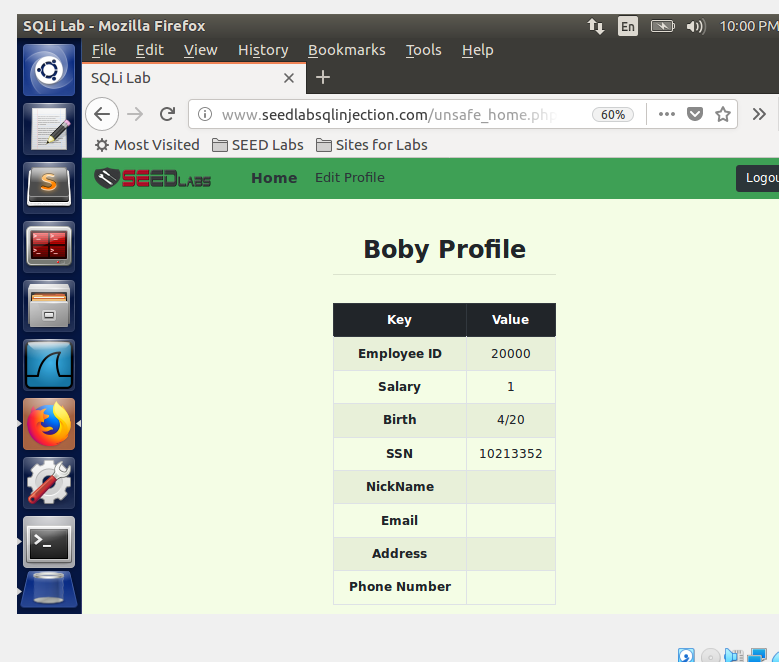 SQLi Lab - Mozilla Firefox En 10:00 PM
File Edit View History Bookmarks Tools Help
SQLi Lab
www.seedlabsqlinjection.com/unsafe_home.php 60%
Most Visited SEED Labs Sites for Labs
SEEDLABS Home Edit Profile Logou
Boby Profile
Key Value
Employee ID 20000
Salary 1
Birth 4/20
SSN 10213352
NickName
Email
Address
Phone Number